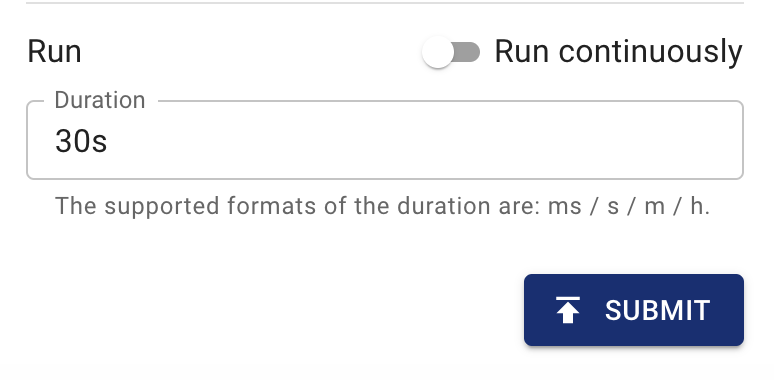 Run
Run continuously
Duration
30s
The supported formats of the duration are: ms / s / m / h.
SUBMIT